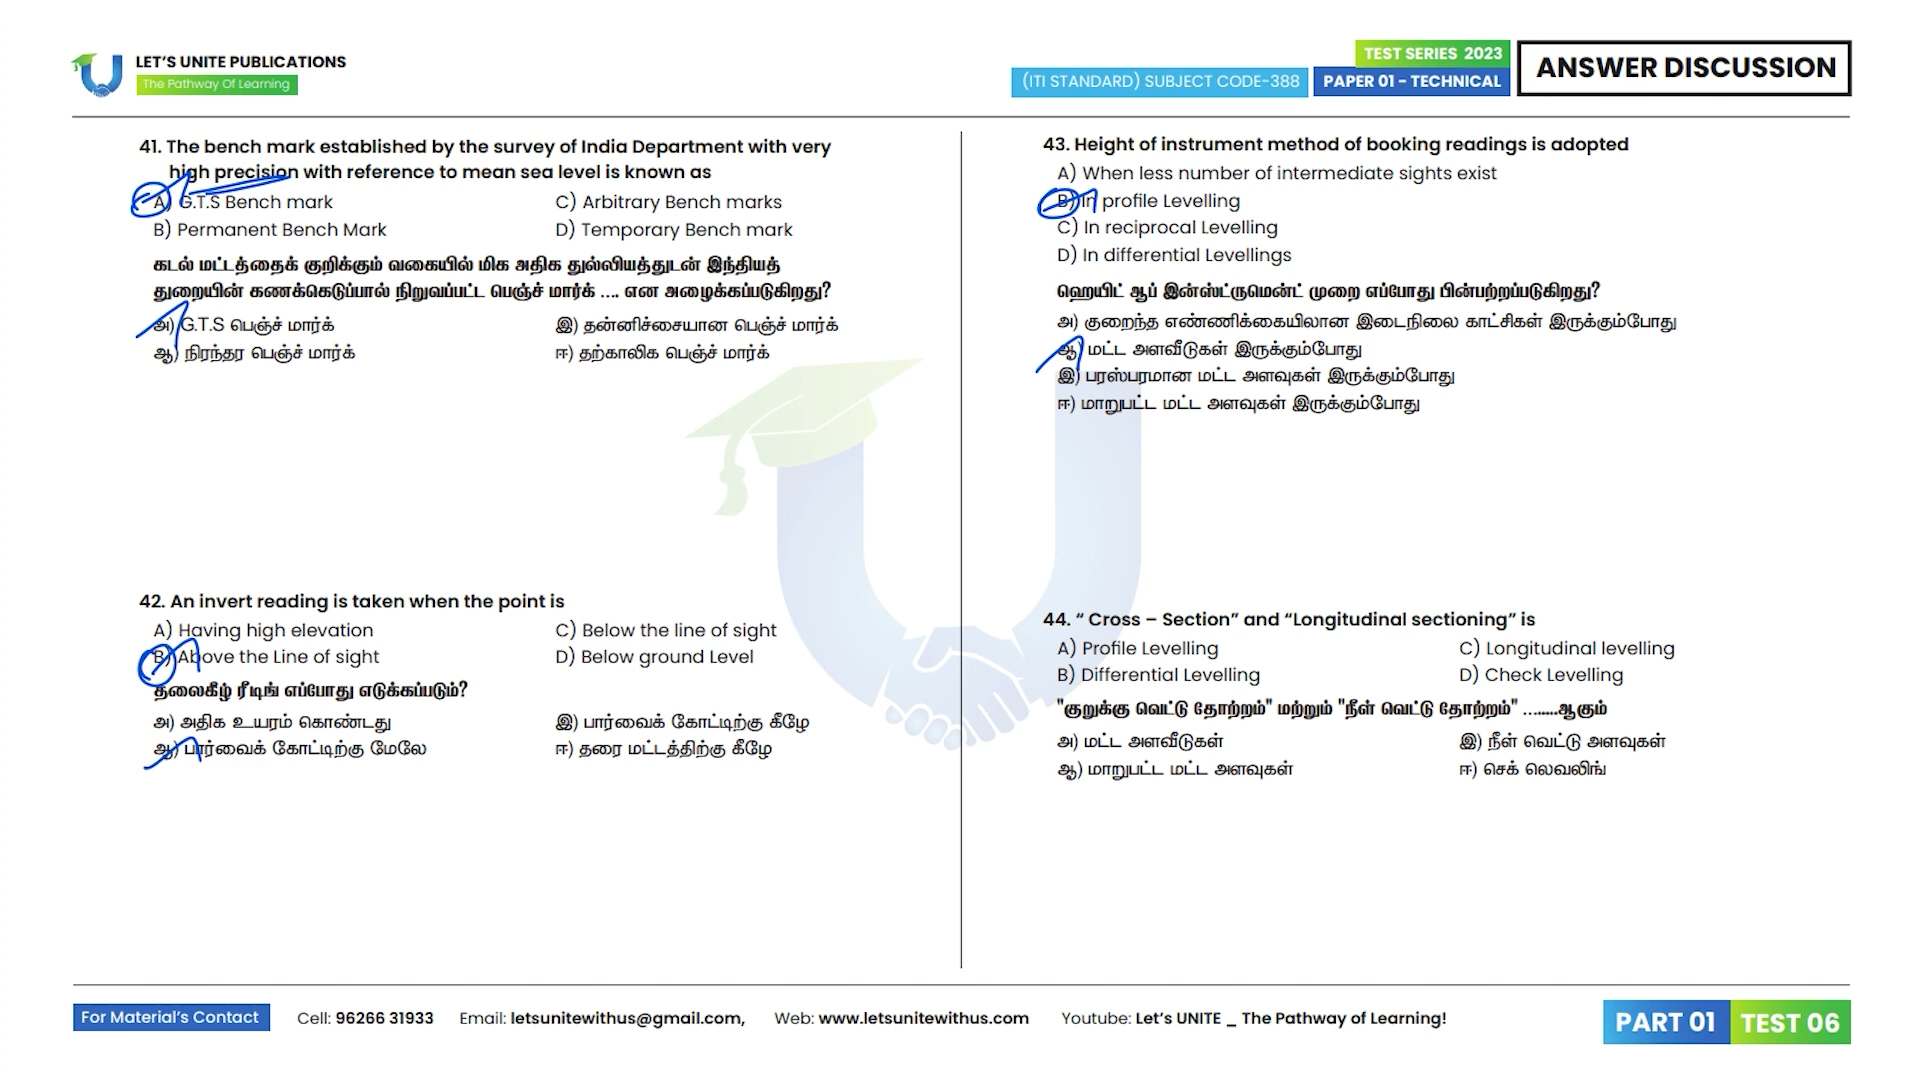 LET'S UNITE PUBLICATIONS
The Pathway Of Learning
TEST SERIES 2023
(ITI STANDARD) SUBJECT CODE-388
PAPER 01 - TECHNICAL
ANSWER DISCUSSION
41. The bench mark established by the survey of India Department with very
high precision with reference to mean sea level is known as
A) G.T.S Bench mark
C) Arbitrary Bench marks
B) Permanent Bench Mark
D) Temporary Bench mark
கடல் மட்டத்தைக் குறிக்கும் வகையில் மிக அதிக துல்லியத்துடன் இந்தியத்
துறையின் கணக்கெடுப்பால் நிறுவப்பட்ட பெஞ்ச் மார்க் .... என அழைக்கப்படுகிறது?
அ) G.T.S பெஞ்ச் மார்க்
இ) தன்னிச்சையான பெஞ்ச் மார்க்
ஆ) நிரந்தர பெஞ்ச் மார்க்
ஈ) தற்காலிக பெஞ்ச் மார்க்
42. An invert reading is taken when the point is
A) Having high elevation
C) Below the line of sight
B) Above the Line of sight
D) Below ground Level
தலைகீழ் ரீடிங் எப்போது எடுக்கப்படும்?
அ) அதிக உயரம் கொண்டது
இ) பார்வைக் கோட்டிற்கு கீழே
ஆ) பார்வைக் கோட்டிற்கு மேலே
ஈ) தரை மட்டத்திற்கு கீழே
43. Height of instrument method of booking readings is adopted
A) When less number of intermediate sights exist
B) In profile Levelling
C) In reciprocal Levelling
D) In differential Levellings
ஹெயிட் ஆப் இன்ஸ்ட்ருமென்ட் முறை எப்போது பின்பற்றப்படுகிறது?
அ) குறைந்த எண்ணிக்கையிலான இடைநிலை காட்சிகள் இருக்கும்போது
ஆ) மட்ட அளவீடுகள் இருக்கும்போது
இ) பரஸ்பரமான மட்ட அளவுகள் இருக்கும்போது
ஈ) மாறுபட்ட மட்ட அளவுகள் இருக்கும்போது
44. “ Cross – Section” and “Longitudinal sectioning” is
A) Profile Levelling
C) Longitudinal levelling
B) Differential Levelling
D) Check Levelling
"குறுக்கு வெட்டு தோற்றம்" மற்றும் "நீள் வெட்டு தோற்றம்" ........ஆகும்
அ) மட்ட அளவீடுகள்
இ) நீள் வெட்டு அளவுகள்
ஆ) மாறுபட்ட மட்ட அளவுகள்
ஈ) செக் லெவலிங்
For Material's Contact
Cell: 96266 31933
Email: letsunitewithus@gmail.com,
Web: www.letsunitewithus.com
Youtube: Let's UNITE _ The Pathway of Learning!
PART 01
TEST 06